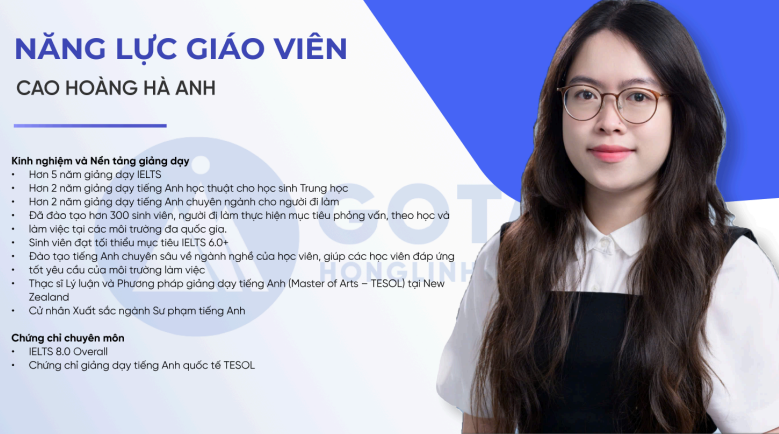 NĂNG LỰC GIÁO VIÊN
CAO HOÀNG HÀ ANH
Kinh nghiệm và Nền tảng giảng dạy
• Hơn 5 năm giảng dạy IELTS
• Hơn 2 năm giảng dạy tiếng Anh học thuật cho học sinh Trung học
• Hơn 2 năm giảng dạy tiếng Anh chuyên ngành cho người đi làm
• Đã đào tạo hơn 300 sinh viên, người đi làm thực hiện mục tiêu phỏng vấn, theo học và
• làm việc tại các môi trường đa quốc gia.
• Sinh viên đạt tối thiểu mục tiêu IELTS 6.0+
• Đào tạo tiếng Anh chuyên sâu về ngành nghề của học viên, giúp các học viên đáp ứng
• tốt yêu cầu của môi trường làm việc
• Thạc sĩ Lý luận và Phương pháp giảng dạy tiếng Anh (Master of Arts – TESOL) tại New
Zealand
• Cử nhân Xuất sắc ngành Sư phạm tiếng Anh
Chứng chỉ chuyên môn
• IELTS 8.0 Overall
• Chứng chỉ giảng dạy tiếng Anh quốc tế TESOL
HONGLINH